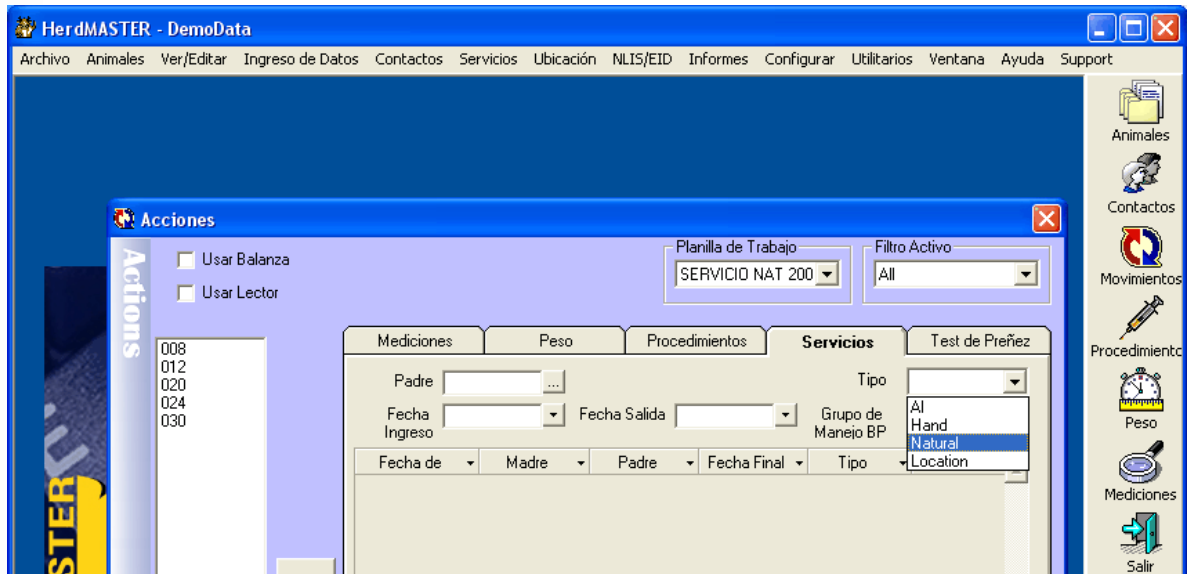 HerdMASTER - DemoData
Archivo Animales Ver/Editar Ingreso de Datos Contactos Servicios Ubicación NLIS/EID Informes Configurar Utilitarios Ventana Ayuda Support
Animales
Contactos
Movimientos
Procedimientc
Peso
Mediciones
Salir
Acciones
Actions
Usar Balanza
Usar Lector
Planilla de Trabajo
SERVICIO NAT 200
Filtro Activo
All
008
012
020
024
030
Mediciones Peso Procedimientos Servicios Test de Preñez
Padre ... Tipo
Fecha Ingreso Fecha Salida Grupo de Manejo BP
AI
Hand
Natural
Location
Fecha de Madre Padre Fecha Final Tipo
STER